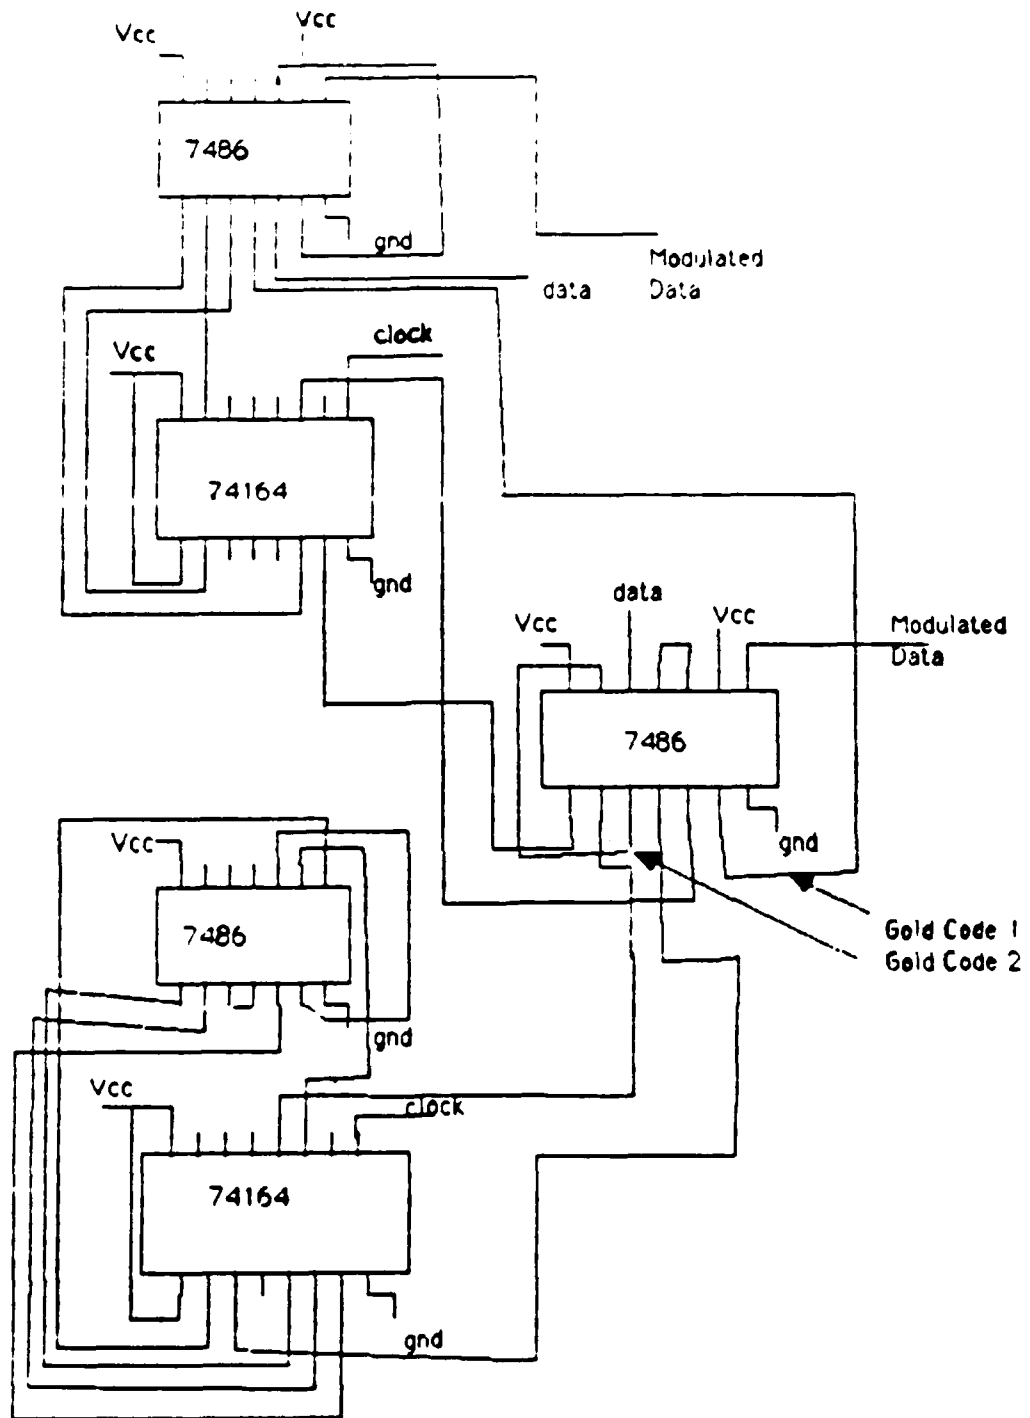 Vcc
Vcc
7486
gnd
data
Modulated
Data
clock
Vcc
74164
gnd
data
Vcc
Vcc
Modulated
Data
7486
gnd
Vcc
7486
gnd
Gold Code 1
Gold Code 2
Vcc
clock
74164
gnd